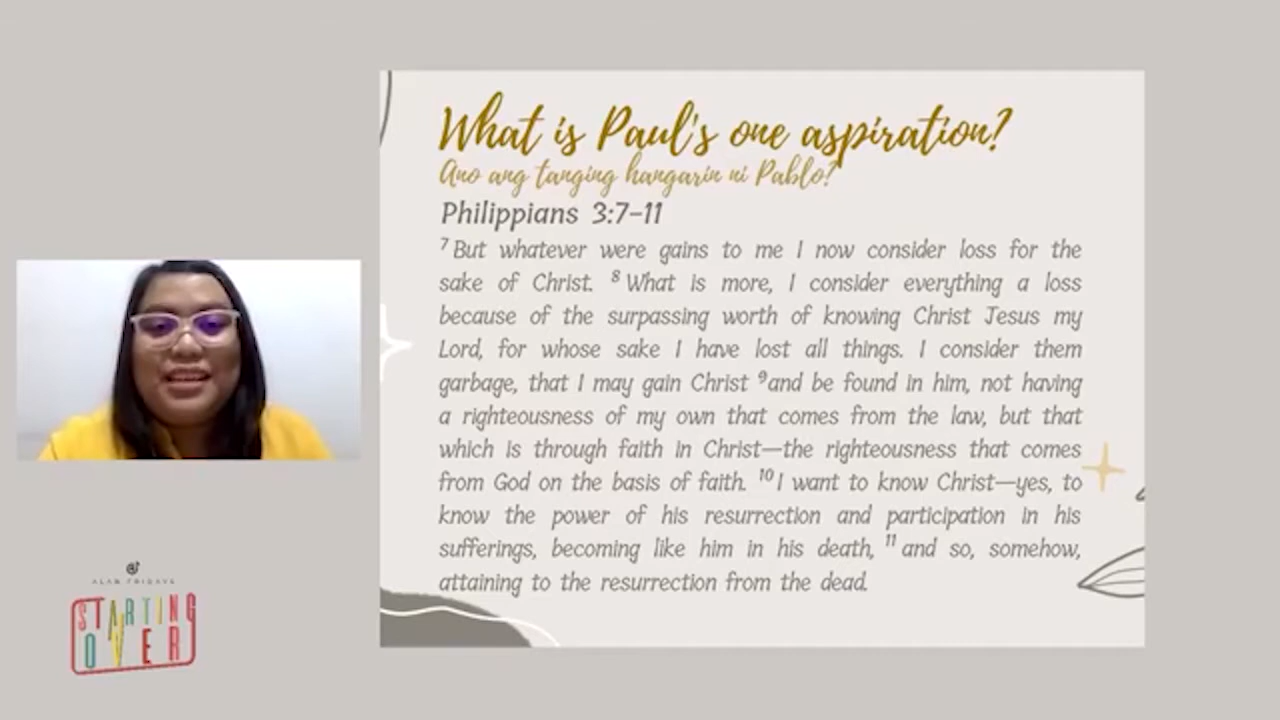 What is Paul's one aspiration?
Ano ang tanging hangarin ni Pablo?
Philippians 3:7-11
⁷ But whatever were gains to me I now consider loss for the
sake of Christ. ⁸ What is more, I consider everything a loss
because of the surpassing worth of knowing Christ Jesus my
Lord, for whose sake I have lost all things. I consider them
garbage, that I may gain Christ ⁹and be found in him, not having
a righteousness of my own that comes from the law, but that
which is through faith in Christ—the righteousness that comes
from God on the basis of faith. ¹⁰ I want to know Christ—yes, to
know the power of his resurrection and participation in his
sufferings, becoming like him in his death, ¹¹ and so, somehow,
attaining to the resurrection from the dead.
ALAB FRIDAYS
STARTING
OVER